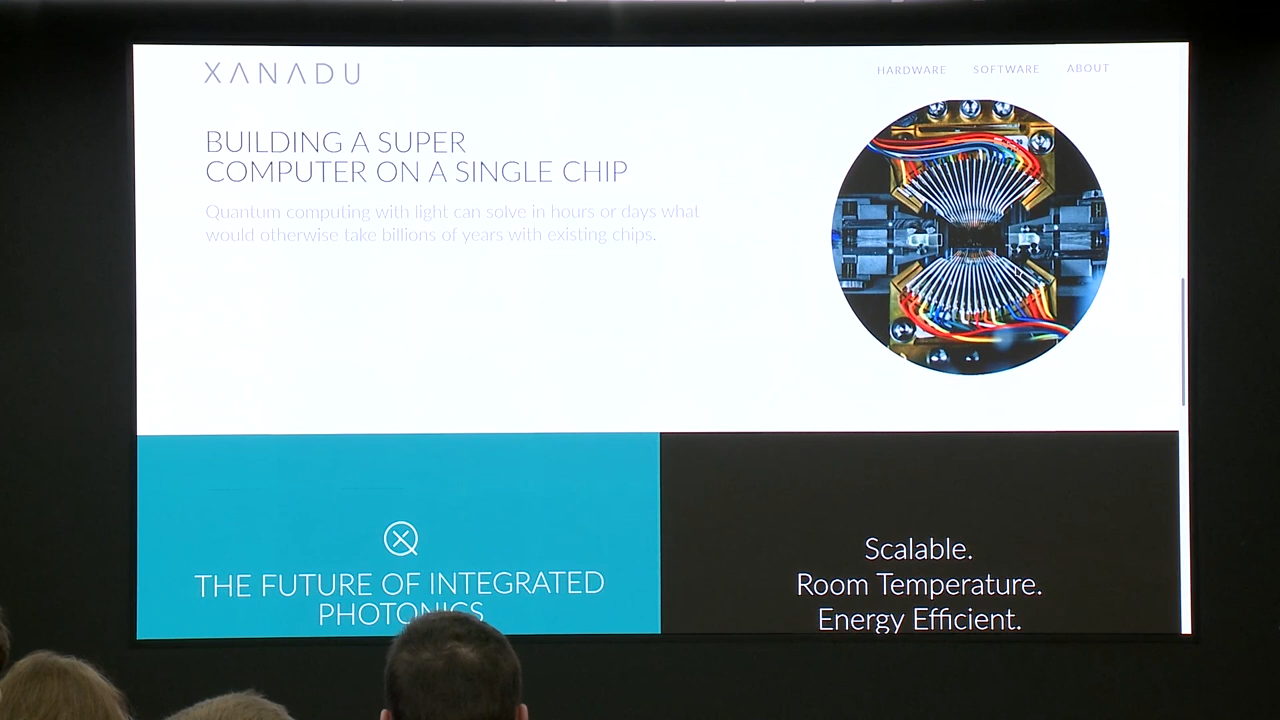 XANADU
HARDWARE SOFTWARE ABOUT
BUILDING A SUPER
COMPUTER ON A SINGLE CHIP
Quantum computing with light can solve in hours or days what
would otherwise take billions of years with existing chips.
THE FUTURE OF INTEGRATED
PHOTONICS
Scalable.
Room Temperature.
Energy Efficient.